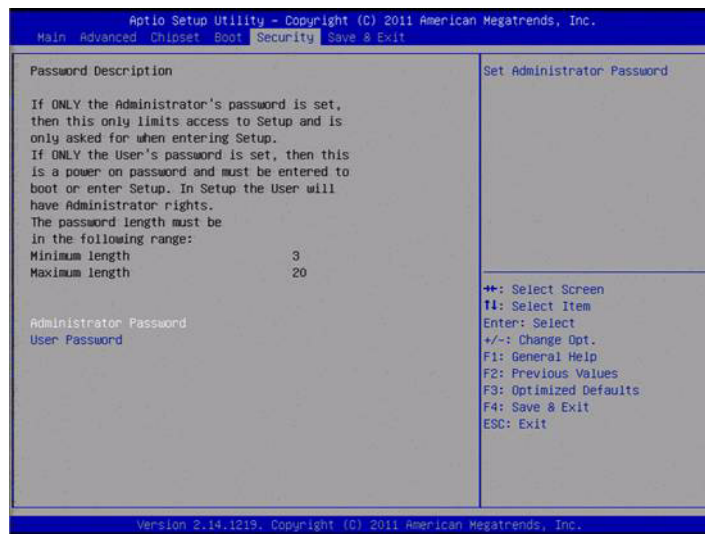 Aptio Setup Utility - Copyright (C) 2011 American Megatrends, Inc.
Main Advanced Chipset Boot Security Save & Exit
Password Description
If ONLY the Administrator's password is set,
then this only limits access to Setup and is
only asked for when entering Setup.
If ONLY the User's password is set, then this
is a power on password and must be entered to
boot or enter Setup. In Setup the User will
have Administrator rights.
The password length must be
in the following range:
Minimum length 3
Maximum length 20
Administrator Password
User Password
Set Administrator Password
→←: Select Screen
↑↓: Select Item
Enter: Select
+/-: Change Opt.
F1: General Help
F2: Previous Values
F3: Optimized Defaults
F4: Save & Exit
ESC: Exit
Version 2.14.1219. Copyright (C) 2011 American Megatrends, Inc.